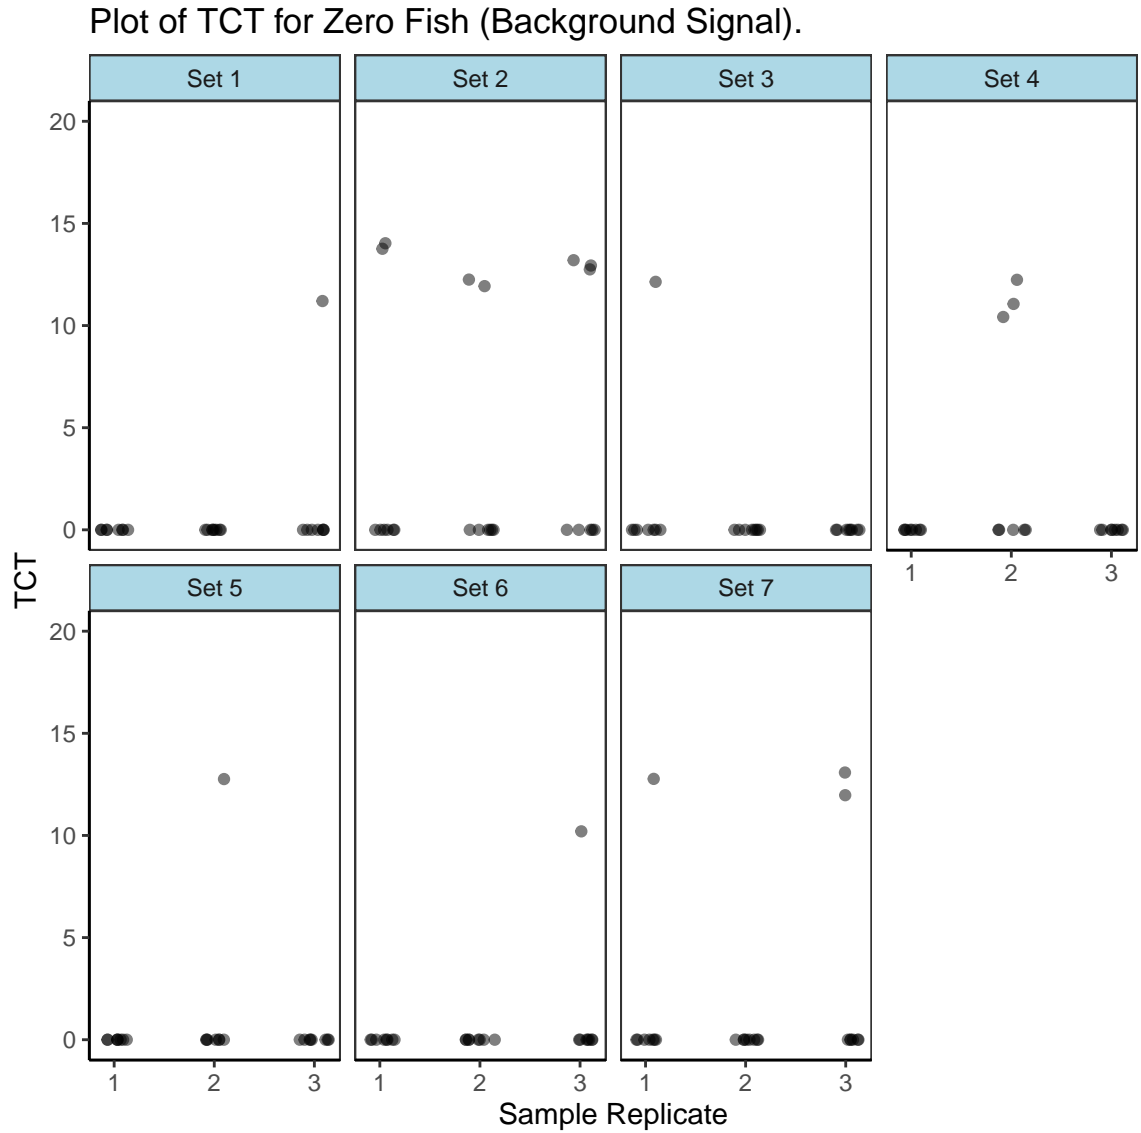 Plot of TCT for Zero Fish (Background Signal).
Set 1 Set 2 Set 3 Set 4
20
15
10
5
0
1 2 3
TCT
Set 5 Set 6 Set 7
20
15
10
5
0
1 2 3 1 2 3 1 2 3
Sample Replicate